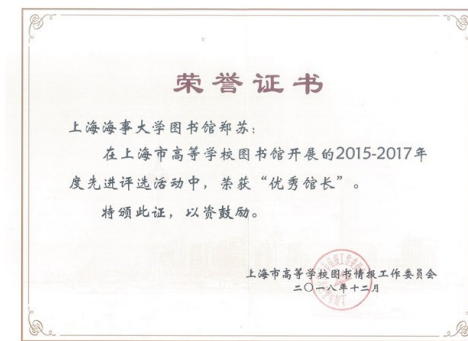 荣誉证书
上海海事大学图书馆郑苏：
在上海市高等学校图书馆开展的2015-2017年
度先进评选活动中，荣获“优秀馆长”。
特颁此证，以资鼓励。
上海市高等学校图书情报工作委员会
二〇一八年十二月